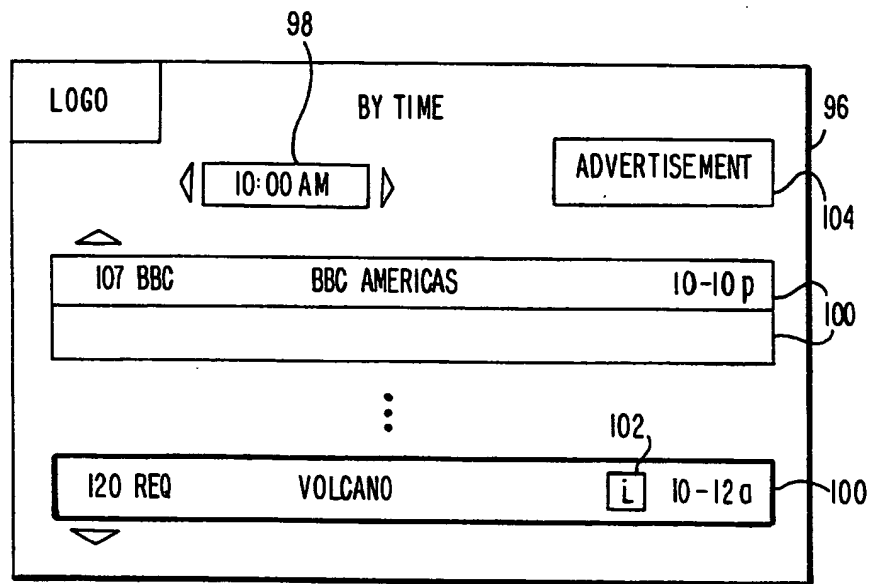 98
LOGO
BY TIME
96
10:00 AM
ADVERTISEMENT
104
107 BBC BBC AMERICAS 10-10 p
100
102
120 REQ VOLCANO i 10-12 a
100